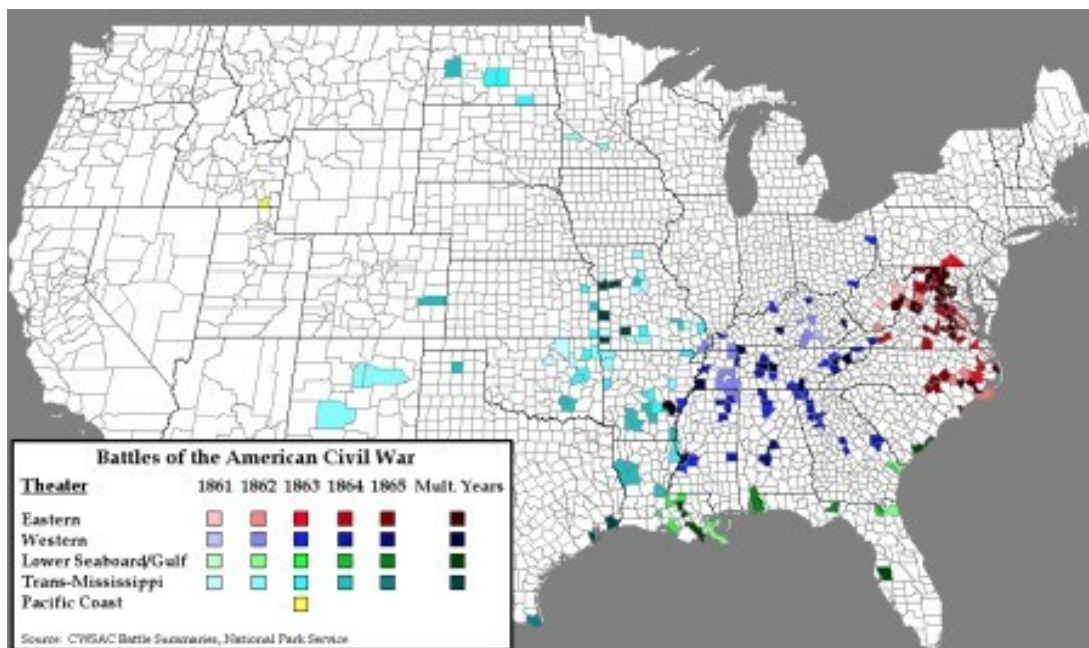 Battles of the American Civil War
Theater 1861 1862 1863 1864 1865 Mult. Years
Eastern
Western
Lower Seaboard/Gulf
Trans-Mississippi
Pacific Coast
Source: CWSAC Battle Summaries, National Park Service